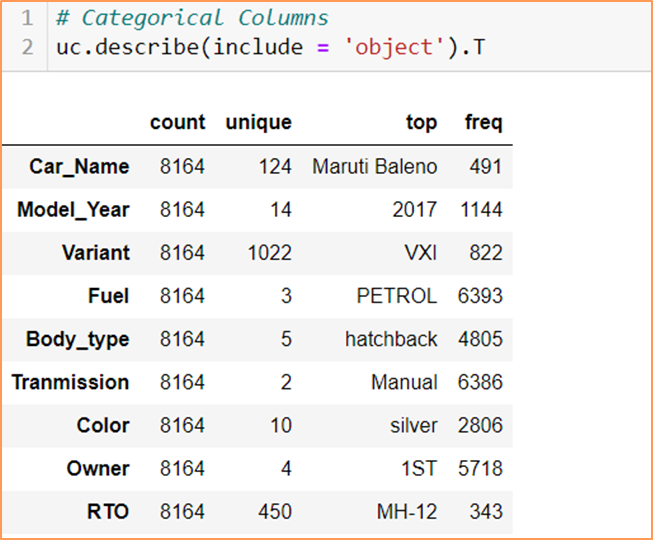 1 # Categorical Columns
2 uc.describe(include = 'object').T
count unique top freq
Car_Name 8164 124 Maruti Baleno 491
Model_Year 8164 14 2017 1144
Variant 8164 1022 VXI 822
Fuel 8164 3 PETROL 6393
Body_type 8164 5 hatchback 4805
Tranmission 8164 2 Manual 6386
Color 8164 10 silver 2806
Owner 8164 4 1ST 5718
RTO 8164 450 MH-12 343